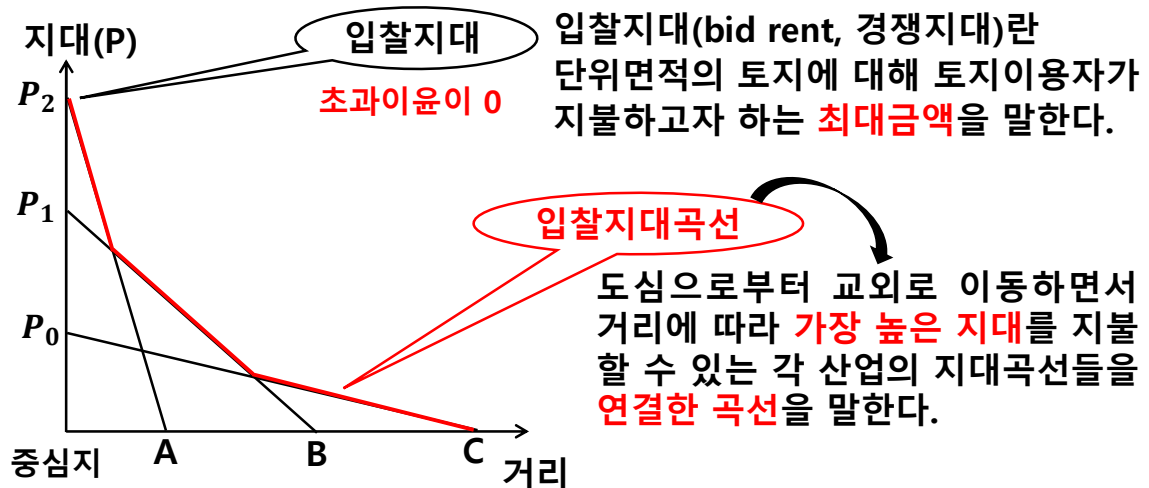 지대(P)
입찰지대
초과이윤이 0
입찰지대(bid rent, 경쟁지대)란
단위면적의 토지에 대해 토지이용자가
지불하고자 하는 최대금액을 말한다.
P₂
P₁
P₀
입찰지대곡선
도심으로부터 교외로 이동하면서
거리에 따라 가장 높은 지대를 지불
할 수 있는 각 산업의 지대곡선들을
연결한 곡선을 말한다.
중심지
A
B
C
거리